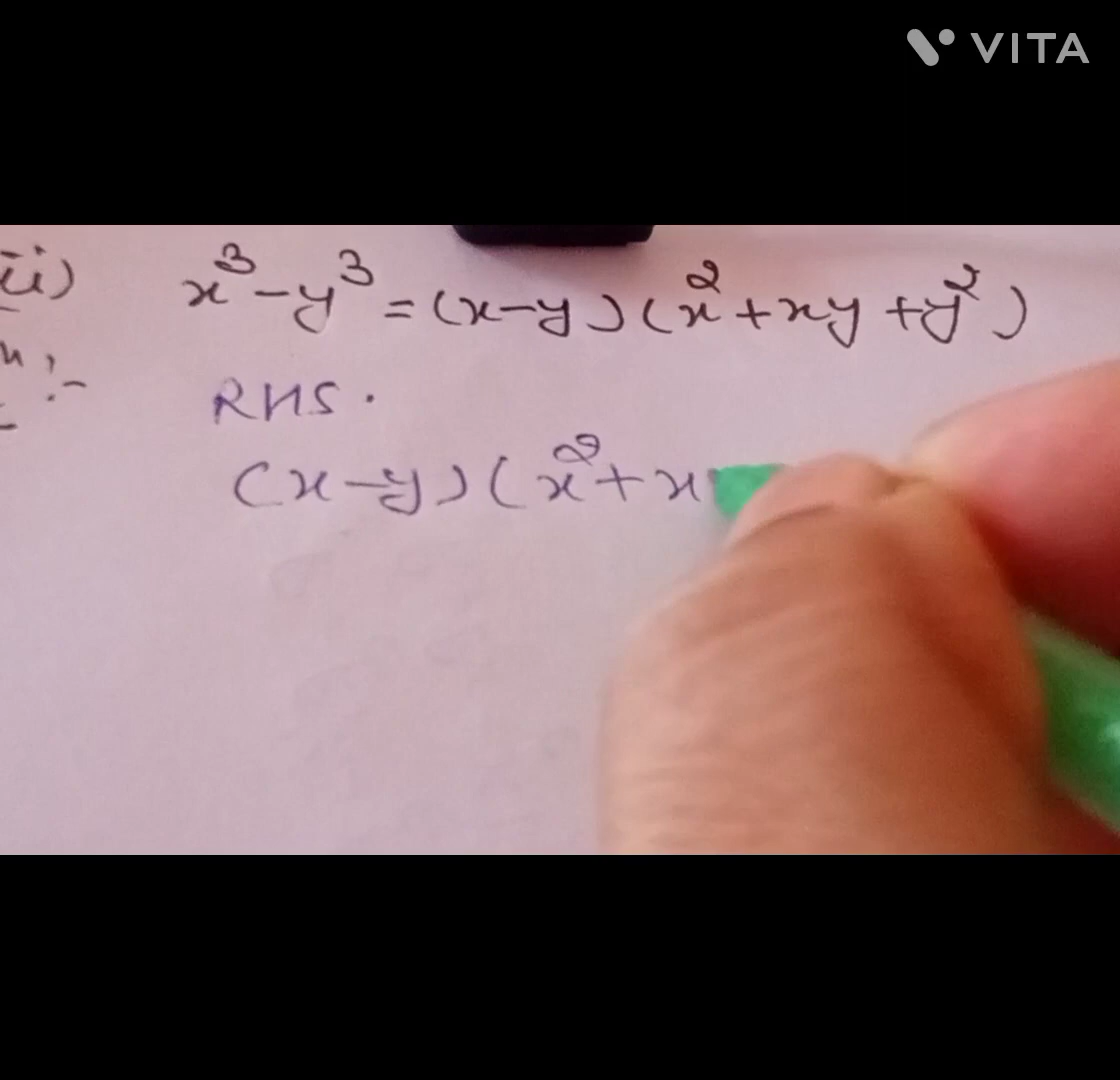 VITA
ii) x³-y³ = (x-y)(x²+xy+y²)
RHS.
(x-y)(x²+x